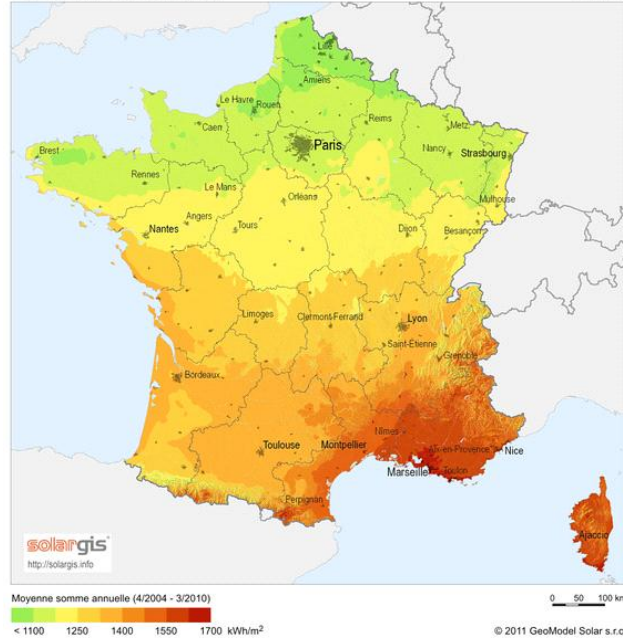 Lille
Amiens
Le Havre
Rouen
Caen
Reims
Metz
Paris
Nancy
Strasbourg
Brest
Rennes
Le Mans
Orléans
Mulhouse
Angers
Nantes
Tours
Dijon
Besançon
Limoges
Clermont-Ferrand
Lyon
Saint-Étienne
Grenoble
Bordeaux
Nîmes
Toulouse
Montpellier
Aix-en-Provence
Nice
Marseille
Toulon
Perpignan
Ajaccio
solargis
http://solargis.info
Moyenne somme annuelle (4/2004 - 3/2010)
0 50 100 km
< 1100 1250 1400 1550 1700 kWh/m²
© 2011 GeoModel Solar s.r.o